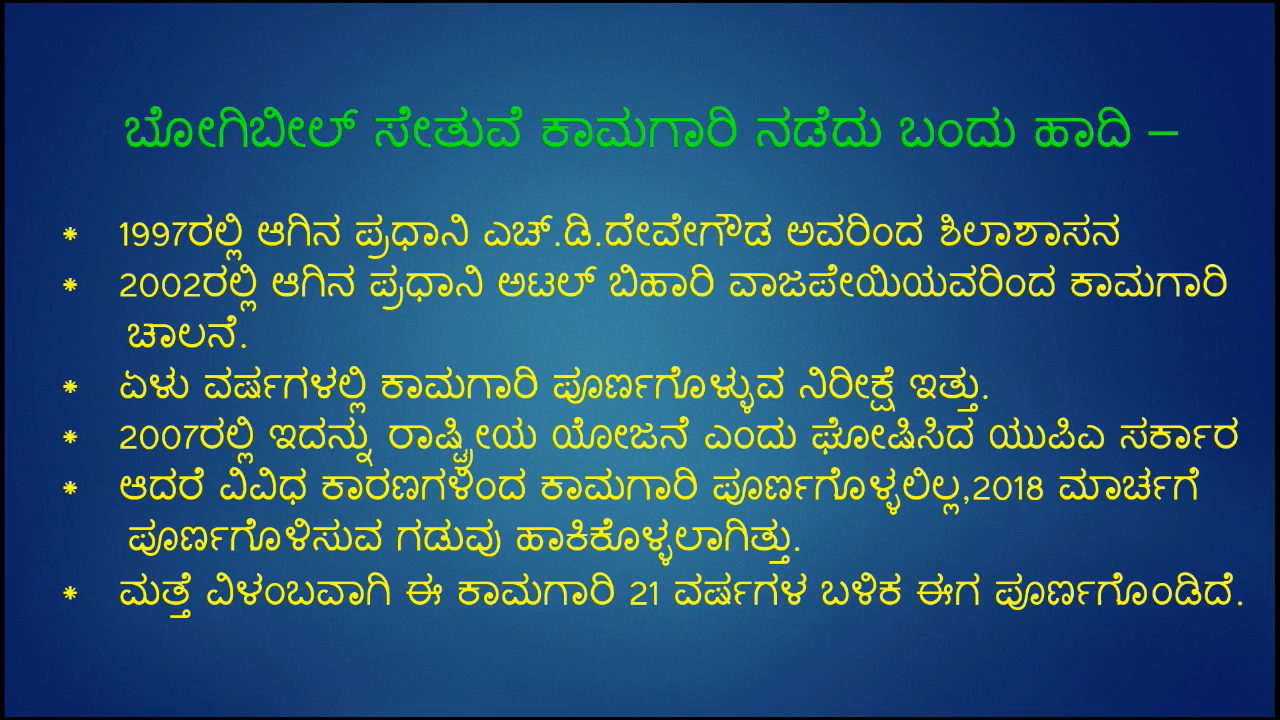 ಬೋಗಿಬೀಲ್ ಸೇತುವೆ ಕಾಮಗಾರಿ ನಡೆದು ಬಂದು ಹಾದಿ –
* 1997ರಲ್ಲಿ ಆಗಿನ ಪ್ರಧಾನಿ ಎಚ್.ಡಿ.ದೇವೇಗೌಡ ಅವರಿಂದ ಶಿಲಾಶಾಸನ
* 2002ರಲ್ಲಿ ಆಗಿನ ಪ್ರಧಾನಿ ಅಟಲ್ ಬಿಹಾರಿ ವಾಜಪೇಯಿಯವರಿಂದ ಕಾಮಗಾರಿ
ಚಾಲನೆ.
* ಏಳು ವರ್ಷಗಳಲ್ಲಿ ಕಾಮಗಾರಿ ಪೂರ್ಣಗೊಳ್ಳುವ ನಿರೀಕ್ಷೆ ಇತ್ತು.
* 2007ರಲ್ಲಿ ಇದನ್ನು ರಾಷ್ಟ್ರೀಯ ಯೋಜನೆ ಎಂದು ಘೋಷಿಸಿದ ಯುಪಿಎ ಸರ್ಕಾರ
* ಆದರೆ ವಿವಿಧ ಕಾರಣಗಳಿಂದ ಕಾಮಗಾರಿ ಪೂರ್ಣಗೊಳ್ಳಲಿಲ್ಲ,2018 ಮಾರ್ಚಗೆ
ಪೂರ್ಣಗೊಳಿಸುವ ಗಡುವು ಹಾಕಿಕೊಳ್ಳಲಾಗಿತ್ತು.
* ಮತ್ತೆ ವಿಳಂಬವಾಗಿ ಈ ಕಾಮಗಾರಿ 21 ವರ್ಷಗಳ ಬಳಿಕ ಈಗ ಪೂರ್ಣಗೊಂಡಿದೆ.